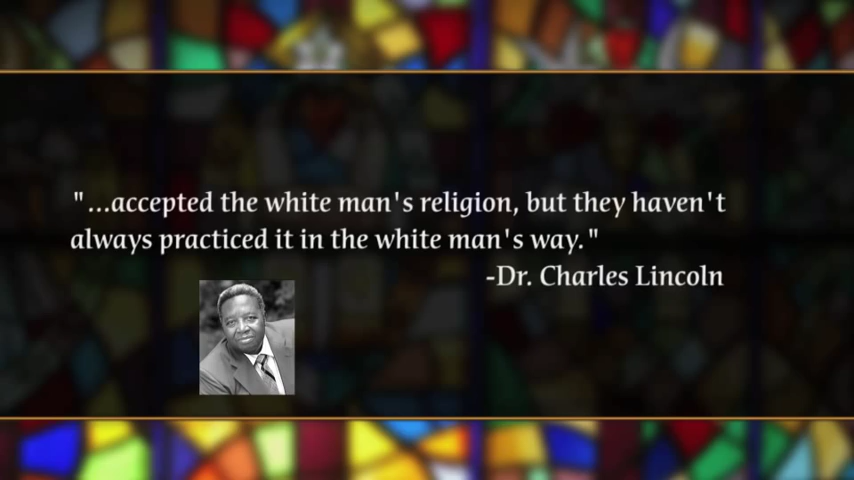 "...accepted the white man's religion, but they haven't
always practiced it in the white man's way."
-Dr. Charles Lincoln